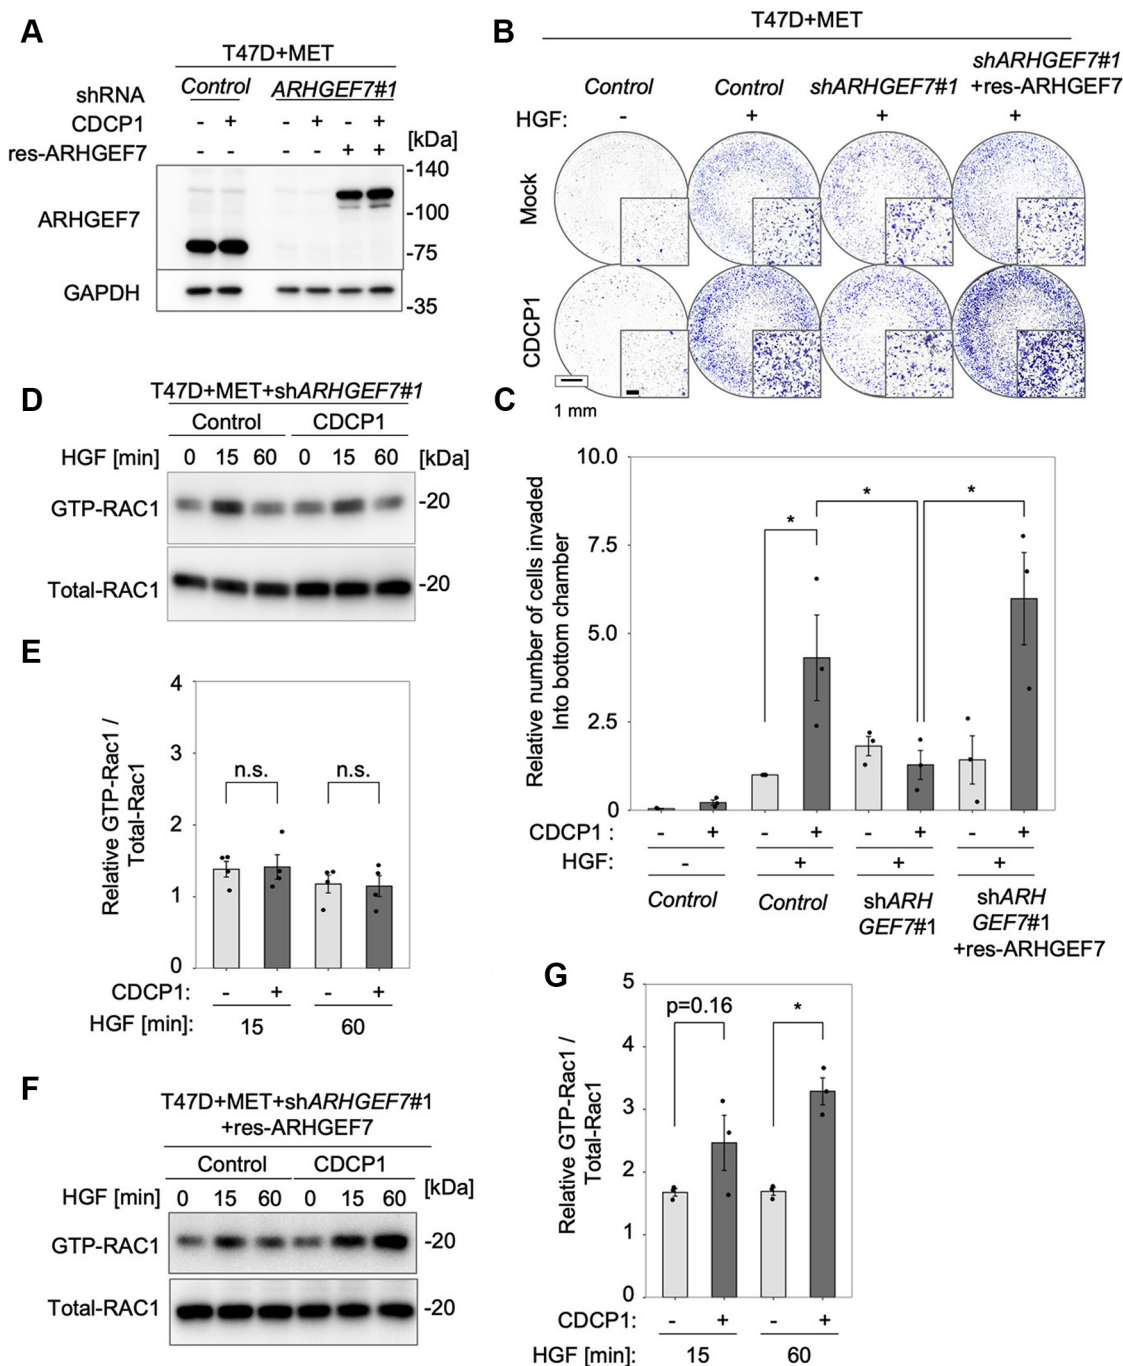 A
T47D+MET
shRNA Control ARHGEF7#1
CDCP1 - + - + - +
res-ARHGEF7 - - - - + +
[kDa]
ARHGEF7
-140
-100
-75
GAPDH
-35
B
T47D+MET
Control Control shARHGEF7#1 shARHGEF7#1
+res-ARHGEF7
HGF: - + + +
Mock
CDCP1
1 mm
C
Relative number of cells invaded
Into bottom chamber
10.0
7.5
5.0
2.5
0
* * *
CDCP1 : - + - + - + - +
HGF: - + + +
Control Control shARH
GEF7#1 shARH
GEF7#1
+res-ARHGEF7
D
T47D+MET+shARHGEF7#1
Control CDCP1
HGF [min] 0 15 60 0 15 60 [kDa]
GTP-RAC1 -20
Total-RAC1 -20
E
Relative GTP-Rac1 /
Total-Rac1
4
3
2
1
0
n.s. n.s.
CDCP1: - + - +
HGF [min]: 15 60
F
T47D+MET+shARHGEF7#1
+res-ARHGEF7
Control CDCP1
HGF [min] 0 15 60 0 15 60 [kDa]
GTP-RAC1 -20
Total-RAC1 -20
G
Relative GTP-Rac1 /
Total-Rac1
5
4
3
2
1
0
p=0.16 *
CDCP1: - + - +
HGF [min]: 15 60